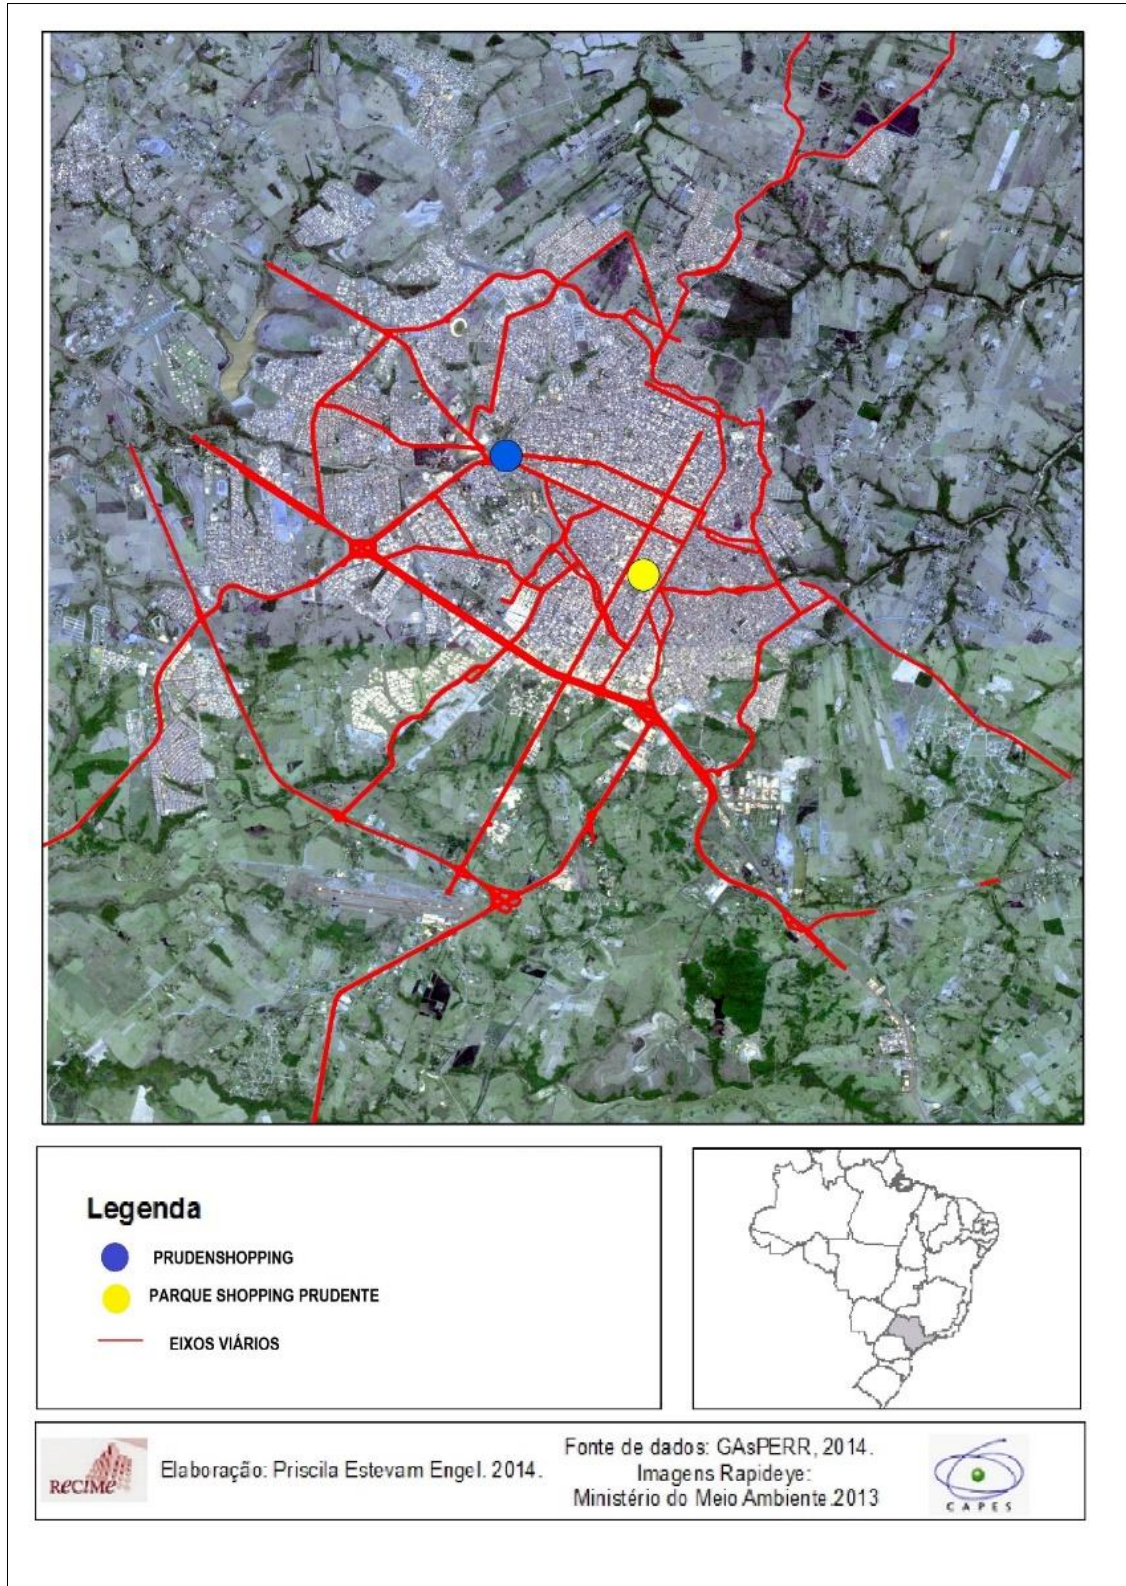 Legenda
PRUDENSHOPPING
PARQUE SHOPPING PRUDENTE
EIXOS VIÁRIOS
ReCIMe
Elaboração: Priscila Estevam Engel. 2014.
Fonte de dados: GAsPERR, 2014.
Imagens Rapideye:
Ministério do Meio Ambiente.2013
CAPES